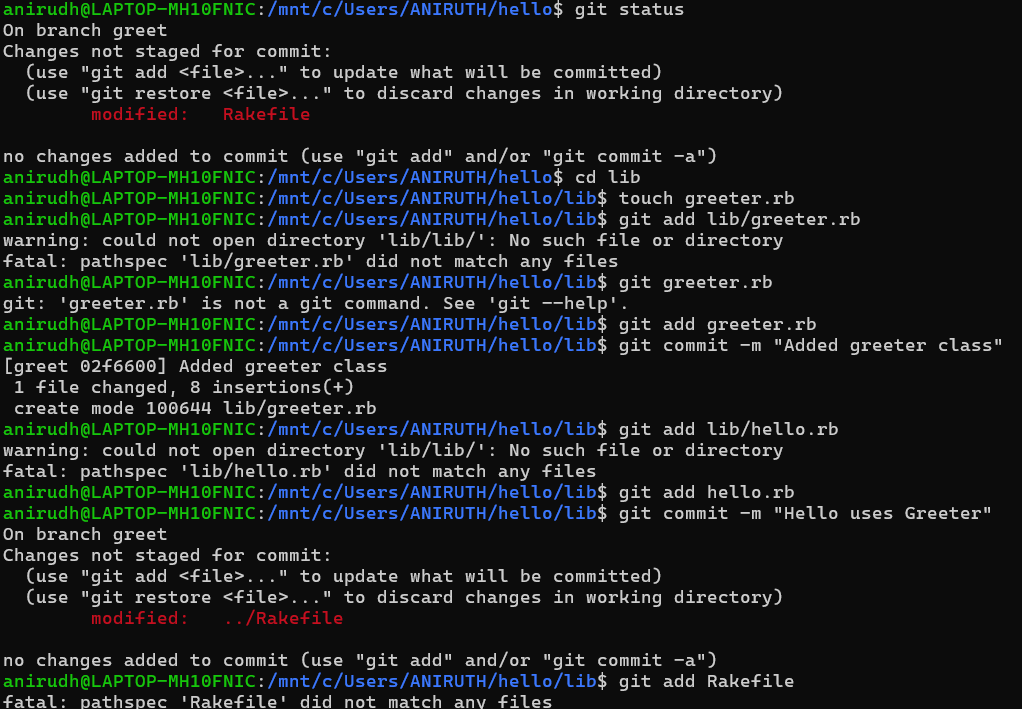 anirudh@LAPTOP-MH10FNIC:/mnt/c/Users/ANIRUTH/hello$ git status
On branch greet
Changes not staged for commit:
  (use "git add <file>..." to update what will be committed)
  (use "git restore <file>..." to discard changes in working directory)
        modified:   Rakefile

no changes added to commit (use "git add" and/or "git commit -a")
anirudh@LAPTOP-MH10FNIC:/mnt/c/Users/ANIRUTH/hello$ cd lib
anirudh@LAPTOP-MH10FNIC:/mnt/c/Users/ANIRUTH/hello/lib$ touch greeter.rb
anirudh@LAPTOP-MH10FNIC:/mnt/c/Users/ANIRUTH/hello/lib$ git add lib/greeter.rb
warning: could not open directory 'lib/lib/': No such file or directory
fatal: pathspec 'lib/greeter.rb' did not match any files
anirudh@LAPTOP-MH10FNIC:/mnt/c/Users/ANIRUTH/hello/lib$ git greeter.rb
git: 'greeter.rb' is not a git command. See 'git --help'.
anirudh@LAPTOP-MH10FNIC:/mnt/c/Users/ANIRUTH/hello/lib$ git add greeter.rb
anirudh@LAPTOP-MH10FNIC:/mnt/c/Users/ANIRUTH/hello/lib$ git commit -m "Added greeter class"
[greet 02f6600] Added greeter class
 1 file changed, 8 insertions(+)
 create mode 100644 lib/greeter.rb
anirudh@LAPTOP-MH10FNIC:/mnt/c/Users/ANIRUTH/hello/lib$ git add lib/hello.rb
warning: could not open directory 'lib/lib/': No such file or directory
fatal: pathspec 'lib/hello.rb' did not match any files
anirudh@LAPTOP-MH10FNIC:/mnt/c/Users/ANIRUTH/hello/lib$ git add hello.rb
anirudh@LAPTOP-MH10FNIC:/mnt/c/Users/ANIRUTH/hello/lib$ git commit -m "Hello uses Greeter"
On branch greet
Changes not staged for commit:
  (use "git add <file>..." to update what will be committed)
  (use "git restore <file>..." to discard changes in working directory)
        modified:   ../Rakefile

no changes added to commit (use "git add" and/or "git commit -a")
anirudh@LAPTOP-MH10FNIC:/mnt/c/Users/ANIRUTH/hello/lib$ git add Rakefile
fatal: pathspec 'Rakefile' did not match any files